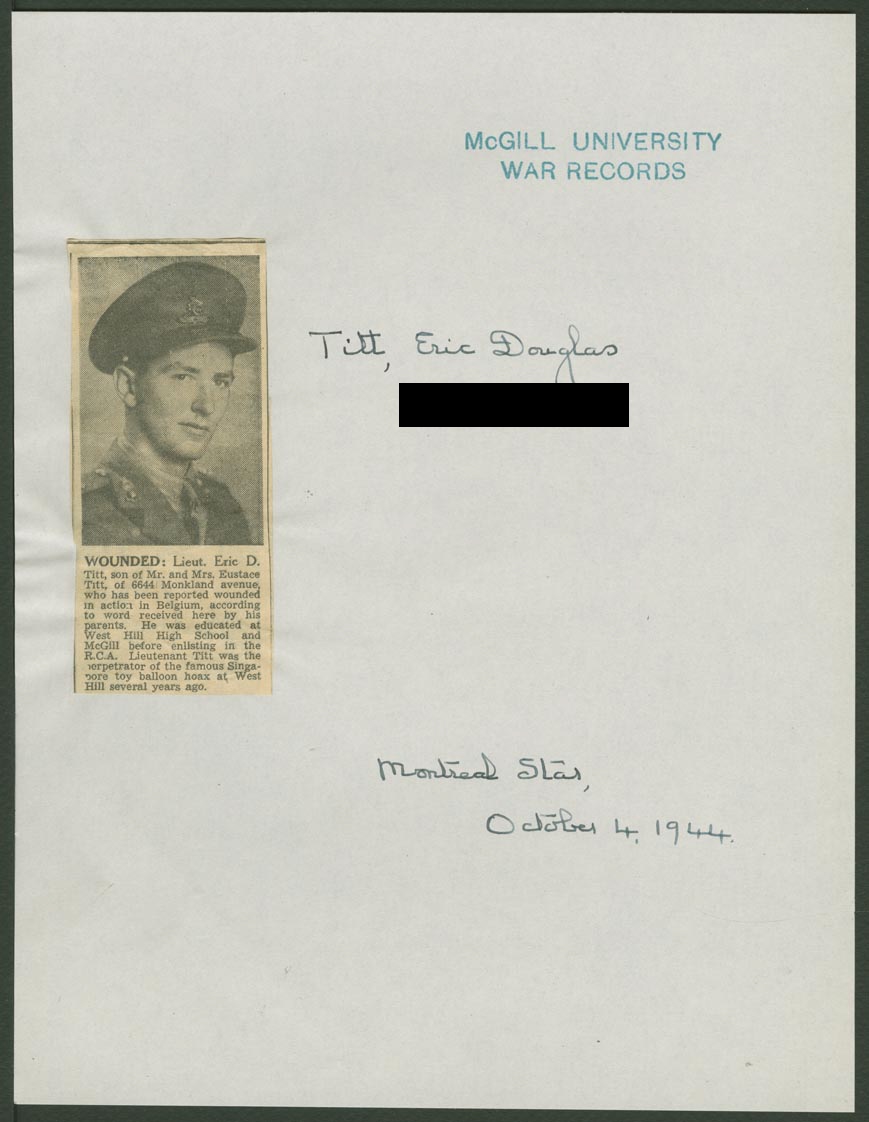 McGILL UNIVERSITY
WAR RECORDS
Titt, Eric Douglas
WOUNDED: Lieut. Eric D.
Titt, son of Mr. and Mrs. Eustace
Titt, of 6644 Monkland avenue,
who has been reported wounded
in action in Belgium, according
to word received here by his
parents. He was educated at
West Hill High School and
McGill before enlisting in the
R.C.A. Lieutenant Titt was the
perpetrator of the famous Singa-
pore toy balloon hoax at West
Hill several years ago.
Montreal Star,
October 4, 1944.